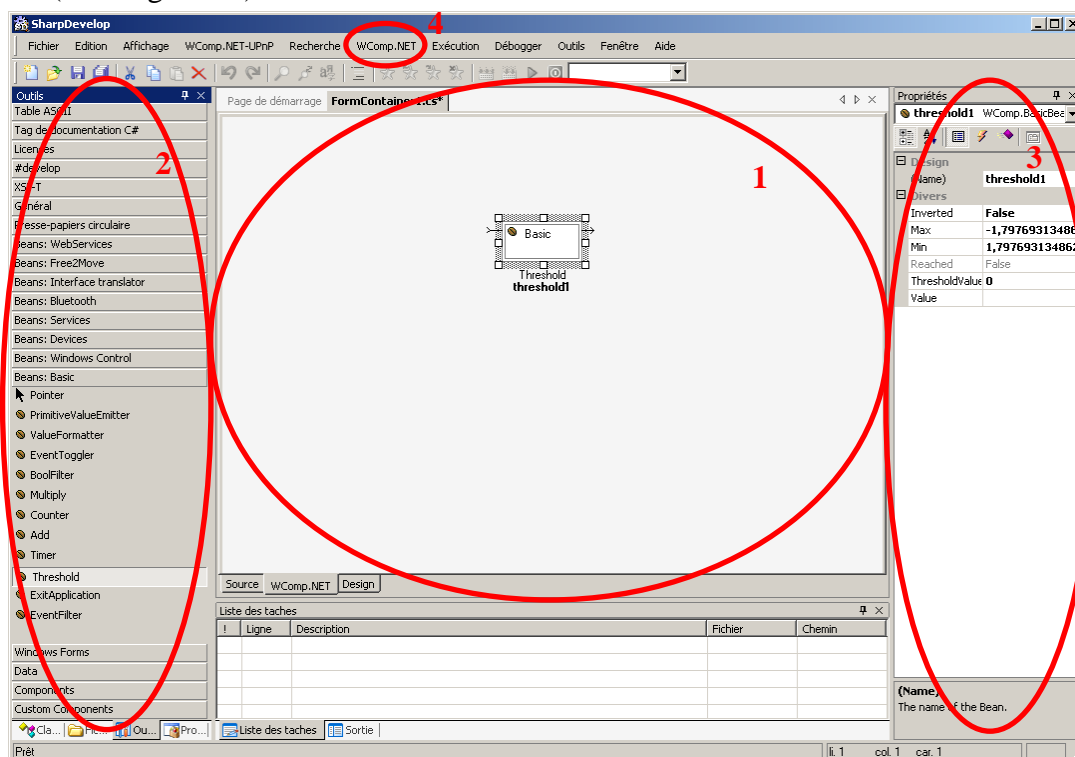 SharpDevelop
4
Fichier Edition Affichage WComp.NET-UPnP Recherche WComp.NET Exécution Débogger Outils Fenêtre Aide
Outils
Table ASCII
Tag de documentation C#
Licenses
#develop
XSL-T
Général
Presse-papiers circulaire
Beans: WebServices
Beans: Free2Move
Beans: Interface translator
Beans: Bluetooth
Beans: Services
Beans: Devices
Beans: Windows Control
Beans: Basic
Pointer
PrimitiveValueEmitter
ValueFormatter
EventToggler
BoolFilter
Multiply
Counter
Add
Timer
Threshold
ExitApplication
EventFilter
Windows Forms
Data
Components
Custom Components
Cla... Ou... Pro...
2
Page de démarrage FormContainer1.cs*
1
Basic
Threshold
threshold1
Source WComp.NET Design
Liste des taches
! Ligne Description Fichier Chemin
Liste des taches Sortie
Propriétés
threshold1 WComp.BasicBea
3
Design
(Name) threshold1
Divers
Inverted False
Max -1,79769313486
Min 1,797693134862
Reached False
ThresholdValue 0
Value
(Name)
The name of the Bean.
Prêt li. 1 col. 1 car. 1